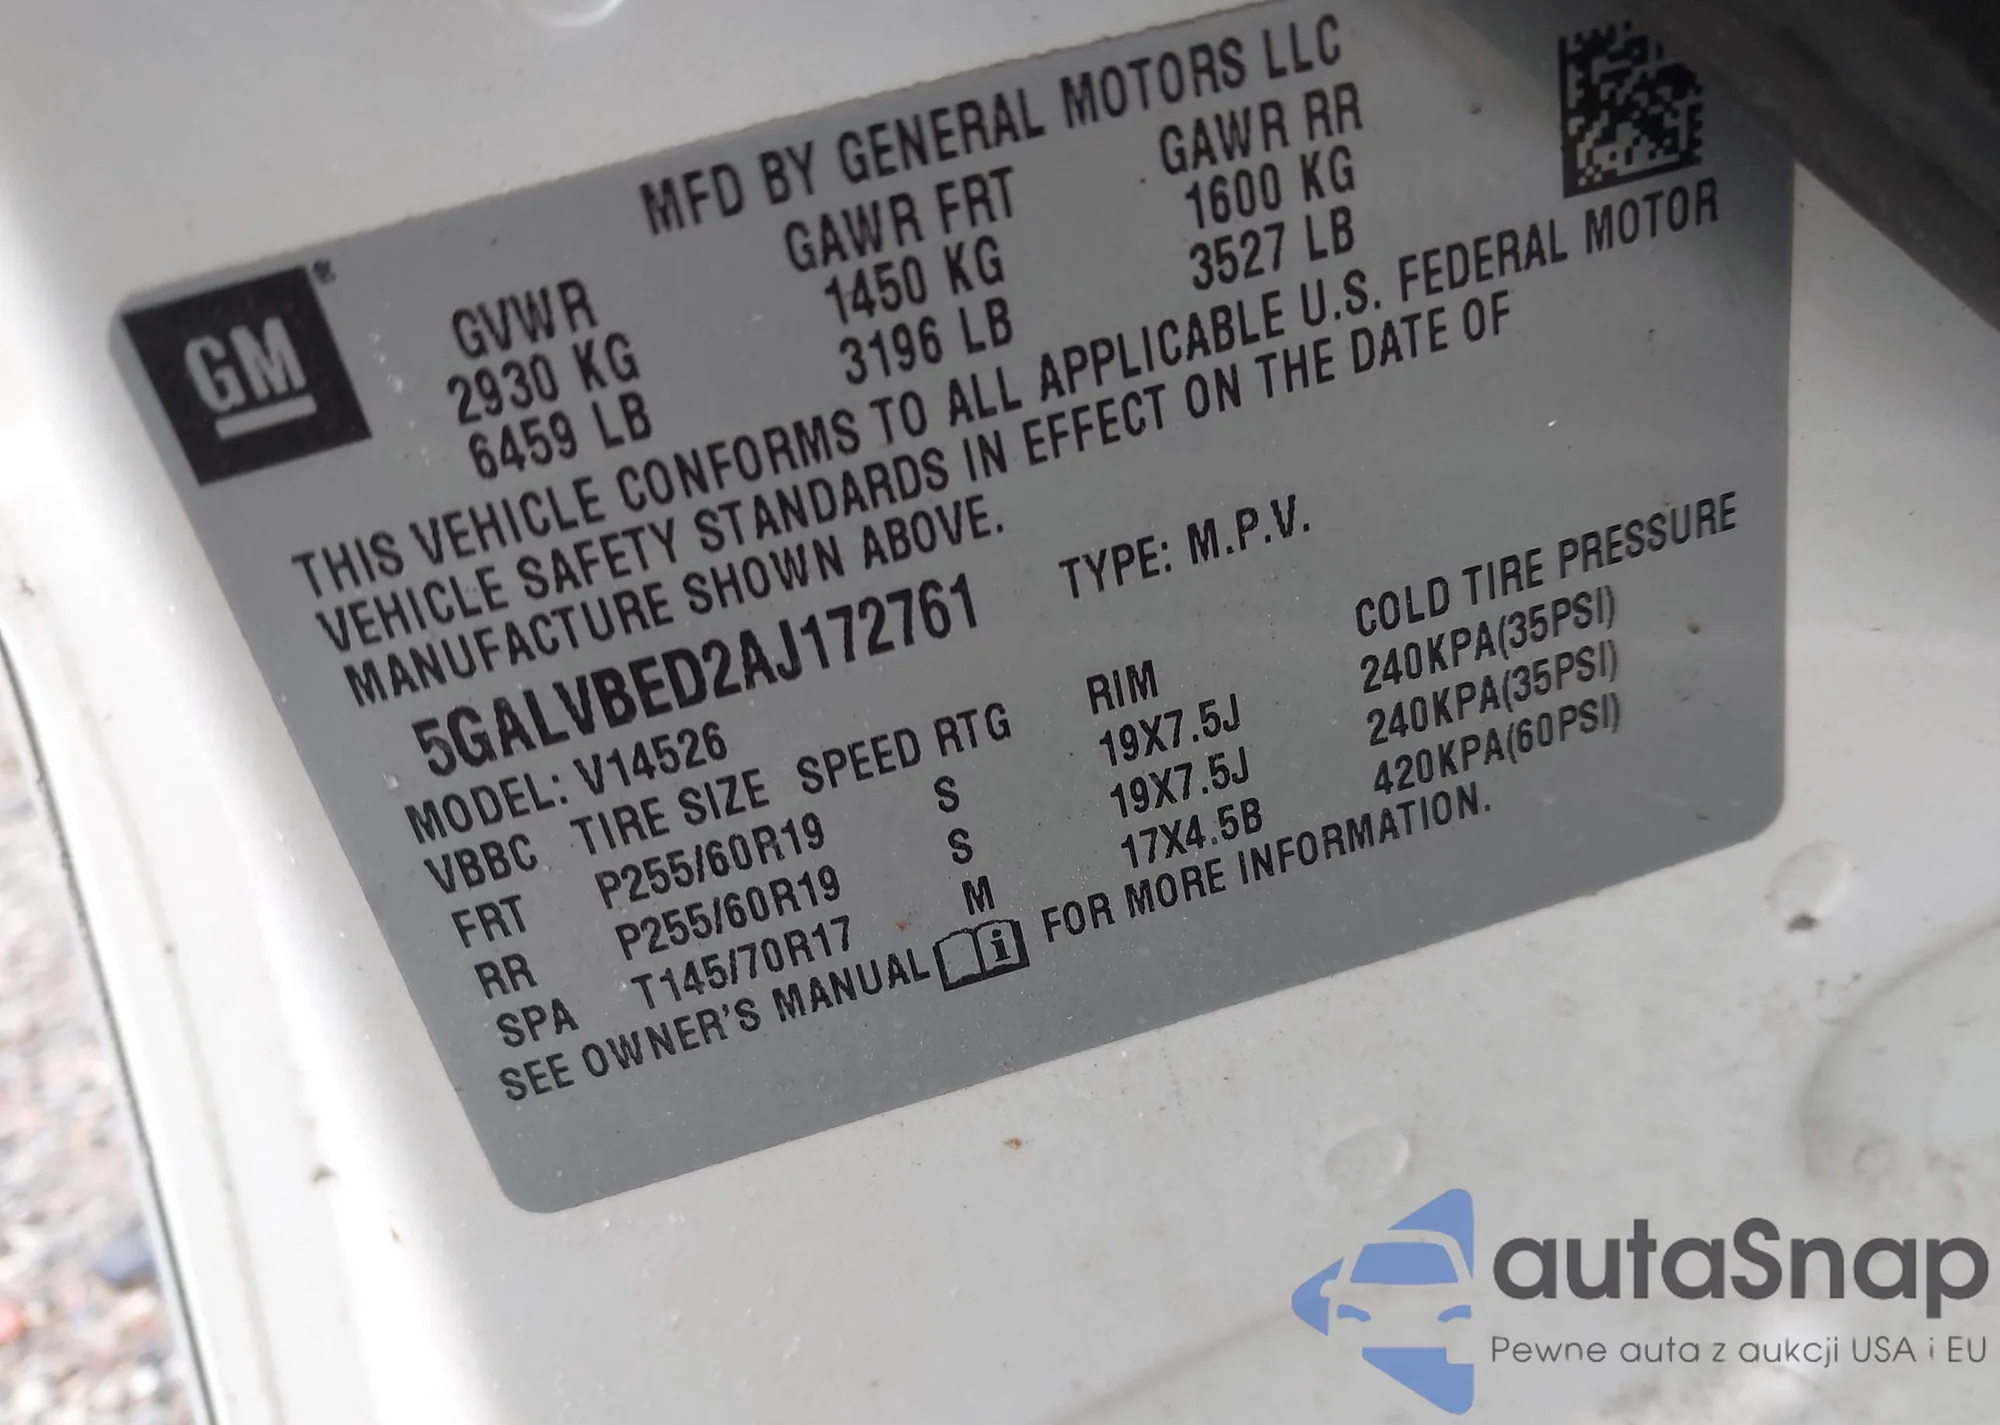 MFD BY GENERAL MOTORS LLC
GVWR GAWR FRT GAWR RR
2930 KG 1450 KG 1600 KG
6459 LB 3196 LB 3527 LB
GM®
THIS VEHICLE CONFORMS TO ALL APPLICABLE U.S. FEDERAL MOTOR
VEHICLE SAFETY STANDARDS IN EFFECT ON THE DATE OF
MANUFACTURE SHOWN ABOVE.
5GALVBED2AJ172761 TYPE: M.P.V.
MODEL: V14526
VBBC TIRE SIZE SPEED RTG RIM COLD TIRE PRESSURE
FRT P255/60R19 S 19X7.5J 240KPA(35PSI)
RR P255/60R19 S 19X7.5J 240KPA(35PSI)
SPA T145/70R17 M 17X4.5B 420KPA(60PSI)
SEE OWNER'S MANUAL i FOR MORE INFORMATION.
autaSnap
Pewne auta z aukcji USA i EU